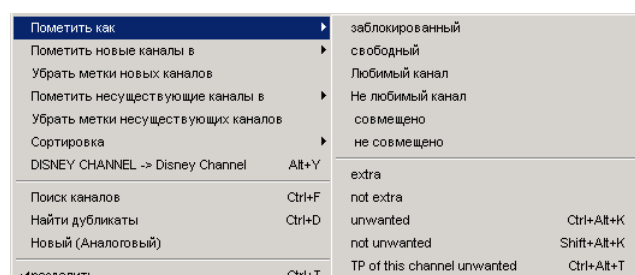 Пометить как
Пометить новые каналы в
Убрать метки новых каналов
Пометить несуществующие каналы в
Убрать метки несуществующих каналов
Сортировка
DISNEY CHANNEL -> Disney Channel Alt+Y
Поиск каналов Ctrl+F
Найти дубликаты Ctrl+D
Новый (Аналоговый)
Ctrl+T
заблокированный
свободный
Любимый канал
Не любимый канал
совмещено
не совмещено
extra
not extra
unwanted Ctrl+Alt+K
not unwanted Shift+Alt+K
TP of this channel unwanted Ctrl+Alt+T